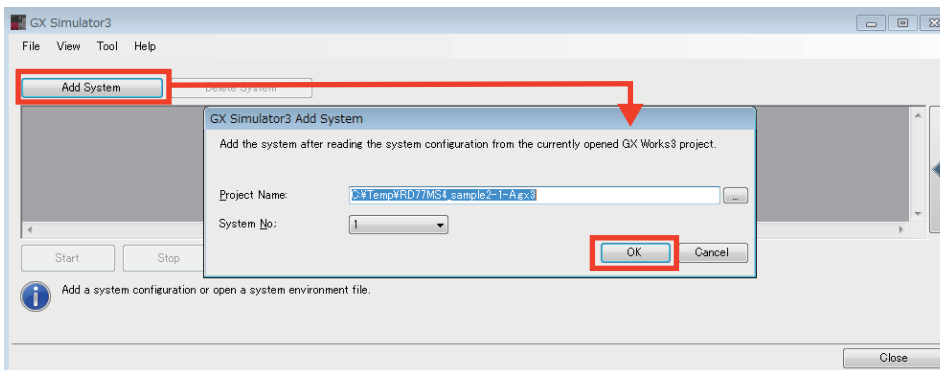 GX Simulator3
File View Tool Help
Add System Delete System
GX Simulator3 Add System
Add the system after reading the system configuration from the currently opened GX Works3 project.
Project Name: C:¥Temp¥RD77MS4_sample2-1-A.gx3 ...
System No: 1
OK Cancel
Start Stop
Add a system configuration or open a system environment file.
Close